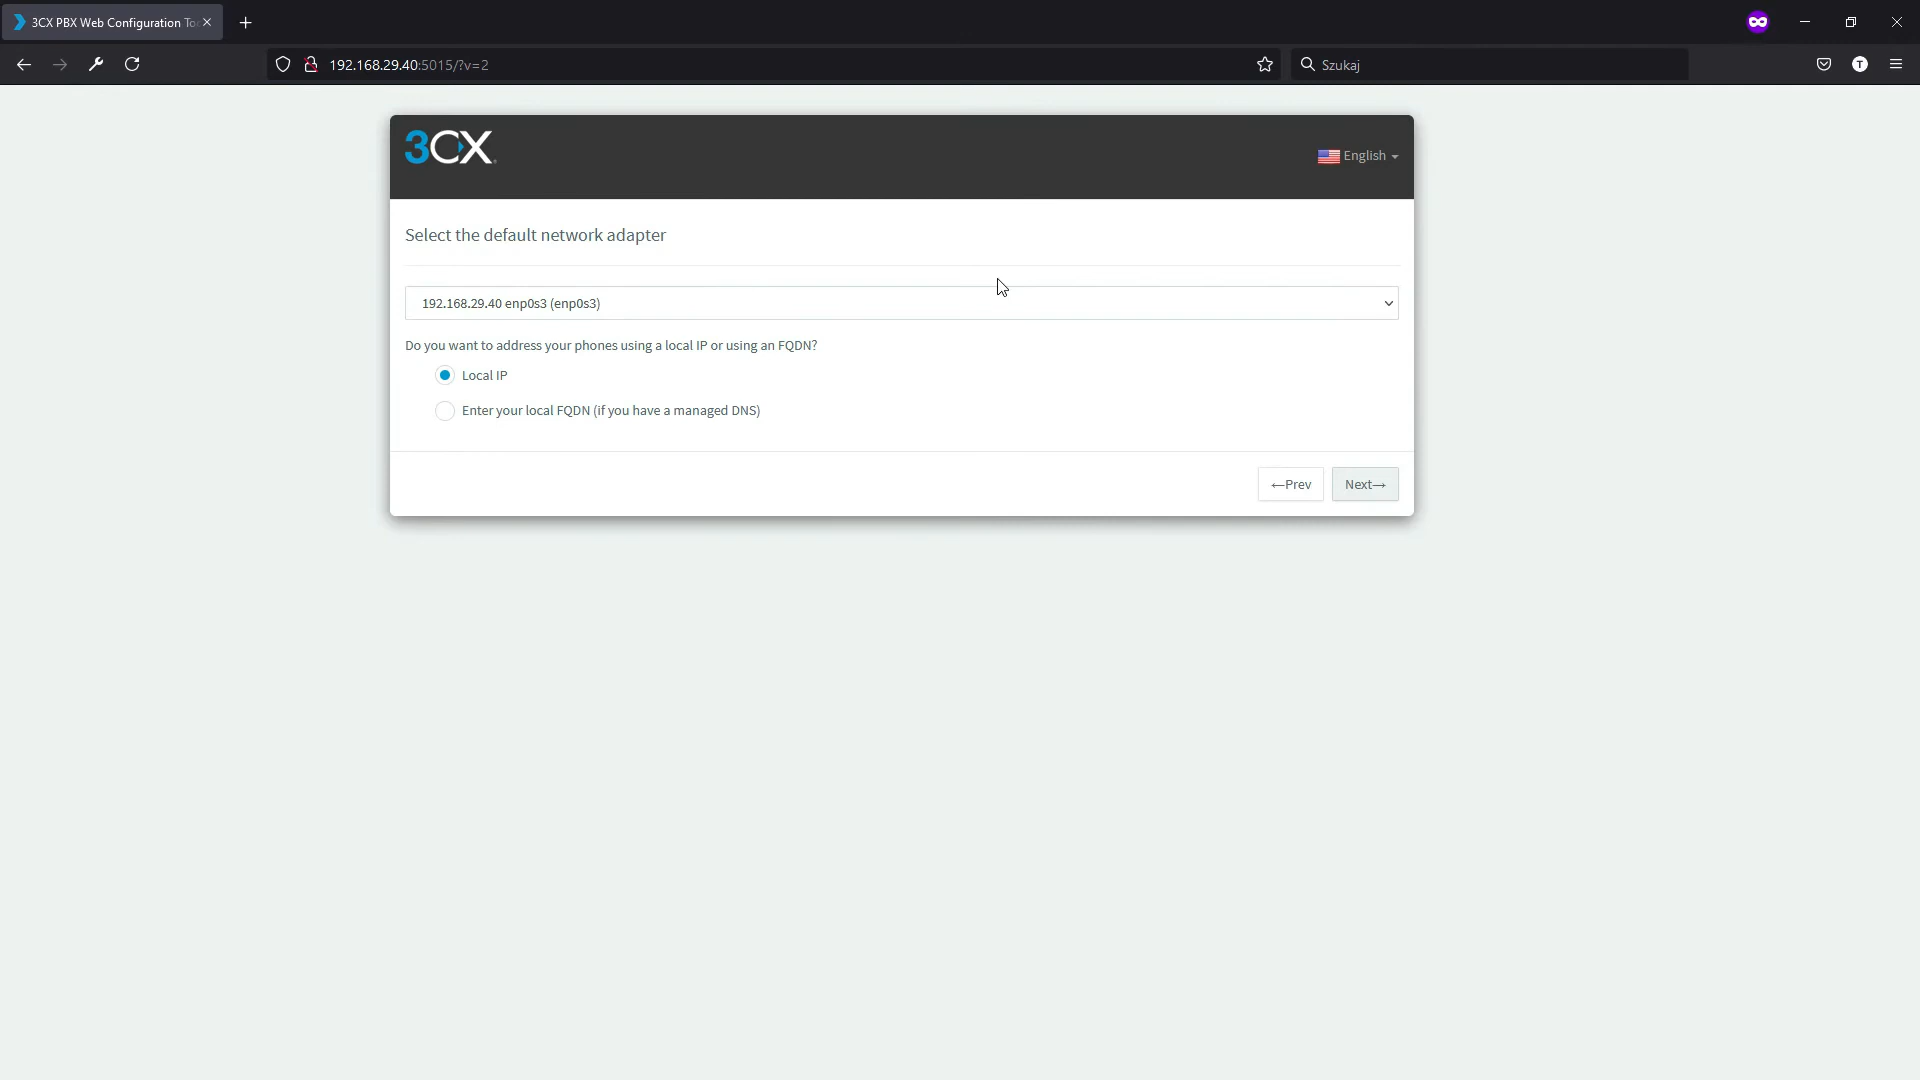 3CX PBX Web Configuration To
192.168.29.40:5015/?v=2
Szukaj
T
3CX
English
Select the default network adapter
192.168.29.40 enp0s3 (enp0s3)
Do you want to address your phones using a local IP or using an FQDN?
Local IP
Enter your local FQDN (if you have a managed DNS)
←Prev
Next→